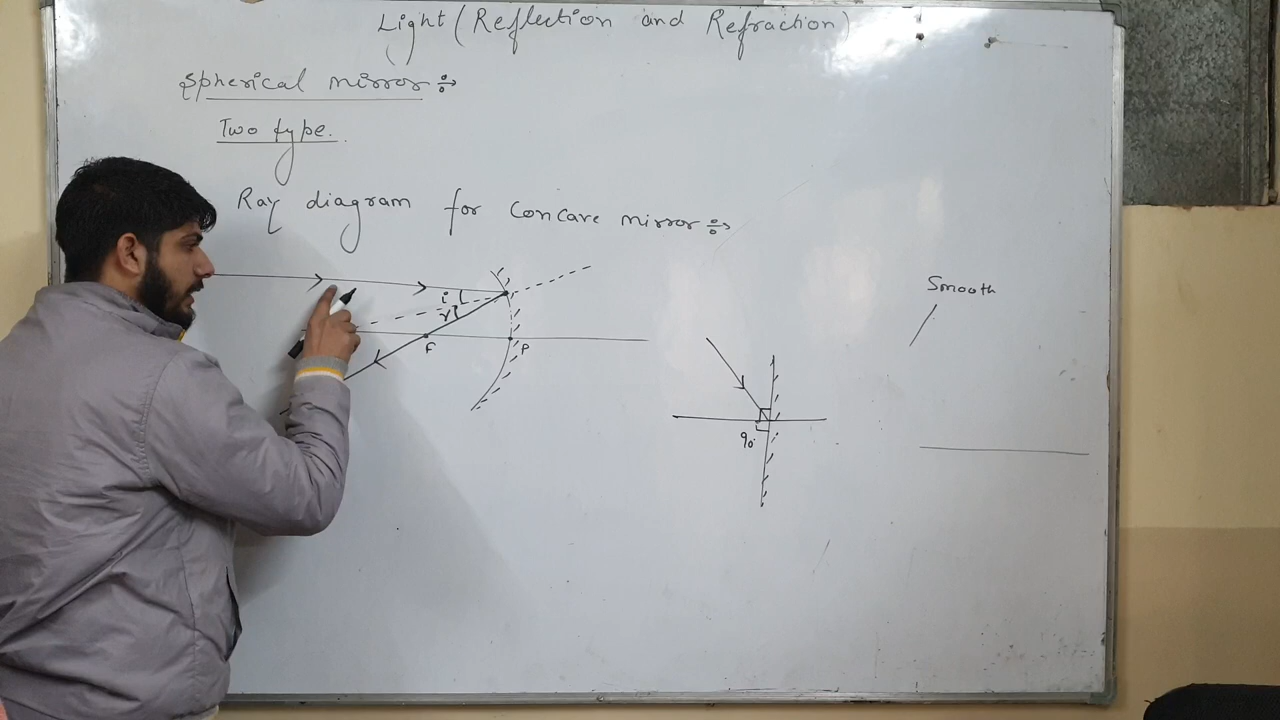 Light (Reflection and Refraction)
Spherical mirror ÷
Two type.
Ray diagram for Concave mirror ÷
Smooth
i
r
F
P
90°